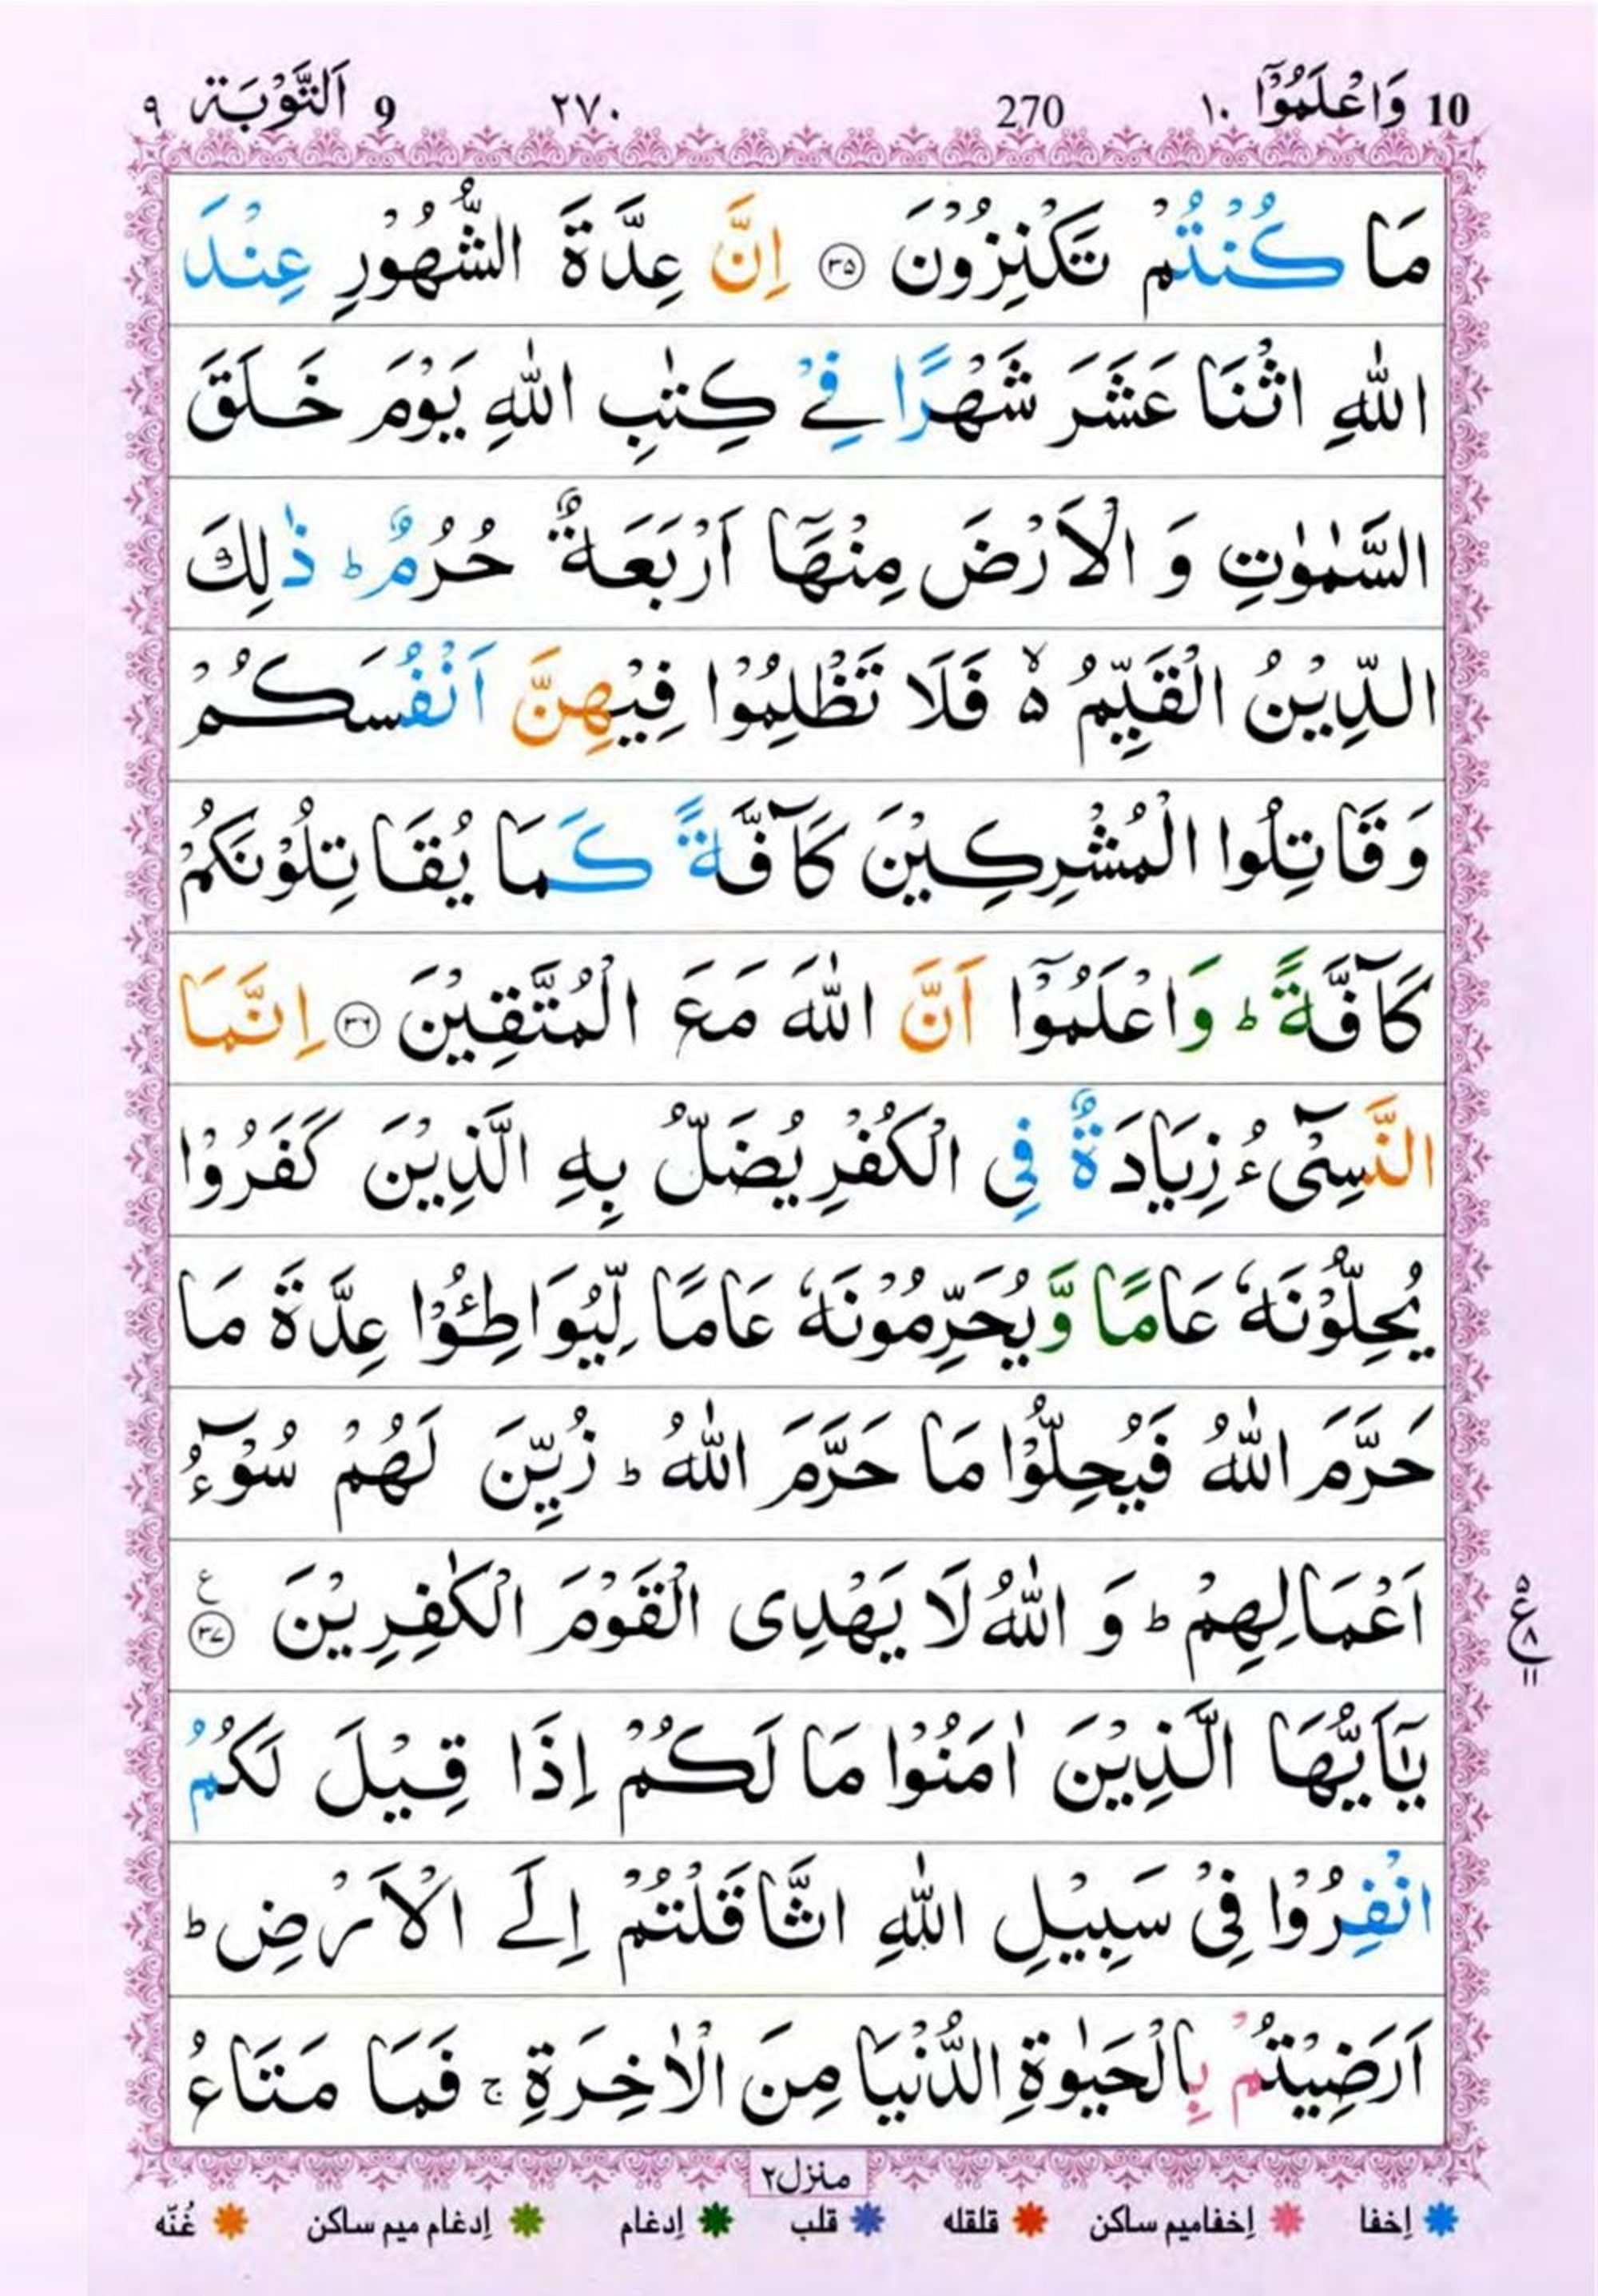 10 وَاعْلَمُوْٓا ١٠ 270 ٢٧٠ 9 اَلتَّوْبَة ٩
مَا كُنْتُمْ تَكْنِزُوْنَ ۝٣٥ اِنَّ عِدَّةَ الشُّهُوْرِ عِنْدَ
اللّٰهِ اثْنَا عَشَرَ شَهْرًا فِيْ كِتٰبِ اللّٰهِ يَوْمَ خَلَقَ
السَّمٰوٰتِ وَ الْاَرْضَ مِنْهَآ اَرْبَعَةٌ حُرُمٌ ؕ ذٰلِكَ
الدِّيْنُ الْقَيِّمُ ۙ۬ فَلَا تَظْلِمُوْا فِيْهِنَّ اَنْفُسَكُمْ
وَقَاتِلُوا الْمُشْرِكِيْنَ كَآفَّةً كَمَا يُقَاتِلُوْنَكُمْ
كَآفَّةً ؕ وَاعْلَمُوْٓا اَنَّ اللّٰهَ مَعَ الْمُتَّقِيْنَ ۝٣٦ اِنَّمَا
النَّسِيْٓءُ زِيَادَةٌ فِي الْكُفْرِ يُضَلُّ بِهِ الَّذِيْنَ كَفَرُوْا
يُحِلُّوْنَهٗ عَامًا وَّيُحَرِّمُوْنَهٗ عَامًا لِّيُوَاطِـُٔوْا عِدَّةَ مَا
حَرَّمَ اللّٰهُ فَيُحِلُّوْا مَا حَرَّمَ اللّٰهُ ؕ زُيِّنَ لَهُمْ سُوْٓءُ
اَعْمَالِهِمْ ؕ وَ اللّٰهُ لَا يَهْدِى الْقَوْمَ الْكٰفِرِيْنَ ۝٣٧ ع
ع ٥ ٨ ١١
يٰٓاَيُّهَا الَّذِيْنَ اٰمَنُوْا مَا لَكُمْ اِذَا قِيْلَ لَكُمُ
انْفِرُوْا فِيْ سَبِيْلِ اللّٰهِ اثَّاقَلْتُمْ اِلَى الْاَرْضِ ؕ
اَرَضِيْتُمْ بِالْحَيٰوةِ الدُّنْيَا مِنَ الْاٰخِرَةِ ۚ فَمَا مَتَاعُ
منزل٢
اِخفا اِخفامیم ساکن قلقله قلب اِدغام اِدغام میم ساکن غُنّه